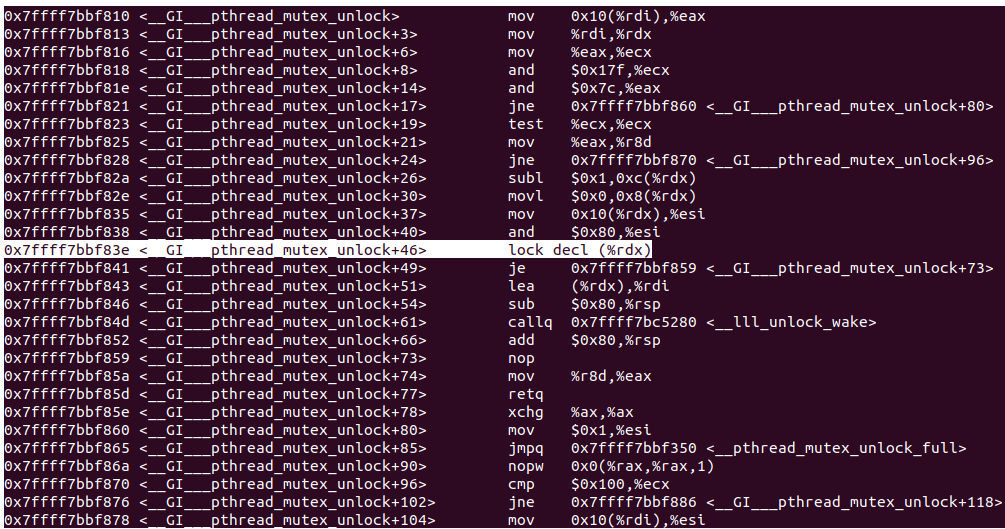 0x7ffff7bbf810 <__GI___pthread_mutex_unlock> mov 0x10(%rdi),%eax
0x7ffff7bbf813 <__GI___pthread_mutex_unlock+3> mov %rdi,%rdx
0x7ffff7bbf816 <__GI___pthread_mutex_unlock+6> mov %eax,%ecx
0x7ffff7bbf818 <__GI___pthread_mutex_unlock+8> and $0x17f,%ecx
0x7ffff7bbf81e <__GI___pthread_mutex_unlock+14> and $0x7c,%eax
0x7ffff7bbf821 <__GI___pthread_mutex_unlock+17> jne 0x7ffff7bbf860 <__GI___pthread_mutex_unlock+80>
0x7ffff7bbf823 <__GI___pthread_mutex_unlock+19> test %ecx,%ecx
0x7ffff7bbf825 <__GI___pthread_mutex_unlock+21> mov %eax,%r8d
0x7ffff7bbf828 <__GI___pthread_mutex_unlock+24> jne 0x7ffff7bbf870 <__GI___pthread_mutex_unlock+96>
0x7ffff7bbf82a <__GI___pthread_mutex_unlock+26> subl $0x1,0xc(%rdx)
0x7ffff7bbf82e <__GI___pthread_mutex_unlock+30> movl $0x0,0x8(%rdx)
0x7ffff7bbf835 <__GI___pthread_mutex_unlock+37> mov 0x10(%rdx),%esi
0x7ffff7bbf838 <__GI___pthread_mutex_unlock+40> and $0x80,%esi
0x7ffff7bbf83e <__GI___pthread_mutex_unlock+46> lock decl (%rdx)
0x7ffff7bbf841 <__GI___pthread_mutex_unlock+49> je 0x7ffff7bbf859 <__GI___pthread_mutex_unlock+73>
0x7ffff7bbf843 <__GI___pthread_mutex_unlock+51> lea (%rdx),%rdi
0x7ffff7bbf846 <__GI___pthread_mutex_unlock+54> sub $0x80,%rsp
0x7ffff7bbf84d <__GI___pthread_mutex_unlock+61> callq 0x7ffff7bc5280 <__lll_unlock_wake>
0x7ffff7bbf852 <__GI___pthread_mutex_unlock+66> add $0x80,%rsp
0x7ffff7bbf859 <__GI___pthread_mutex_unlock+73> nop
0x7ffff7bbf85a <__GI___pthread_mutex_unlock+74> mov %r8d,%eax
0x7ffff7bbf85d <__GI___pthread_mutex_unlock+77> retq
0x7ffff7bbf85e <__GI___pthread_mutex_unlock+78> xchg %ax,%ax
0x7ffff7bbf860 <__GI___pthread_mutex_unlock+80> mov $0x1,%esi
0x7ffff7bbf865 <__GI___pthread_mutex_unlock+85> jmpq 0x7ffff7bbf350 <__pthread_mutex_unlock_full>
0x7ffff7bbf86a <__GI___pthread_mutex_unlock+90> nopw 0x0(%rax,%rax,1)
0x7ffff7bbf870 <__GI___pthread_mutex_unlock+96> cmp $0x100,%ecx
0x7ffff7bbf876 <__GI___pthread_mutex_unlock+102> jne 0x7ffff7bbf886 <__GI___pthread_mutex_unlock+118>
0x7ffff7bbf878 <__GI___pthread_mutex_unlock+104> mov 0x10(%rdi),%esi